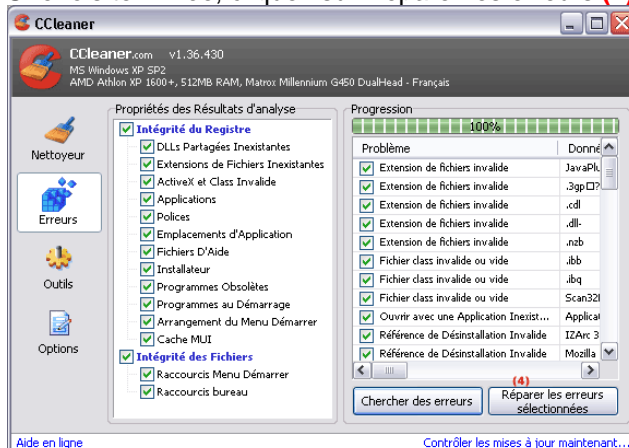 CCleaner
CCleaner.com v1.36.430
MS Windows XP SP2
AMD Athlon XP 1600+, 512MB RAM, Matrox Millennium G450 DualHead - Français
Nettoyeur
Erreurs
Outils
Options
Propriétés des Résultats d'analyse
Intégrité du Registre
DLLs Partagées Inexistantes
Extensions de Fichiers Inexistantes
ActiveX et Class Invalide
Applications
Polices
Emplacements d'Application
Fichiers D'Aide
Installateur
Programmes Obsolètes
Programmes au Démarrage
Arrangement du Menu Démarrer
Cache MUI
Intégrité des Fichiers
Raccourcis Menu Démarrer
Raccourcis bureau
Progression
100%
Problème Donné
Extension de fichiers invalide JavaPlu
Extension de fichiers invalide .3gp
Extension de fichiers invalide .cdl
Extension de fichiers invalide .dll-
Extension de fichiers invalide .nzb
Fichier class invalide ou vide .ibb
Fichier class invalide ou vide .ibq
Fichier class invalide ou vide Scan32
Ouvrir avec une Application Inexist... Applica
Référence de Désinstallation Invalide IZArc 3
Référence de Désinstallation Invalide Mozilla
(4)
Chercher des erreurs
Réparer les erreurs
sélectionnées
Aide en ligne
Contrôler les mises à jour maintenant...